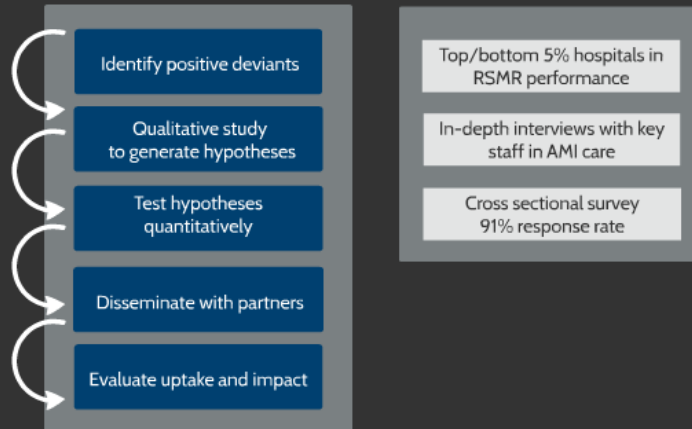 Identify positive deviants
Qualitative study
to generate hypotheses
Test hypotheses
quantitatively
Disseminate with partners
Evaluate uptake and impact
Top/bottom 5% hospitals in
RSMR performance
In-depth interviews with key
staff in AMI care
Cross sectional survey
91% response rate